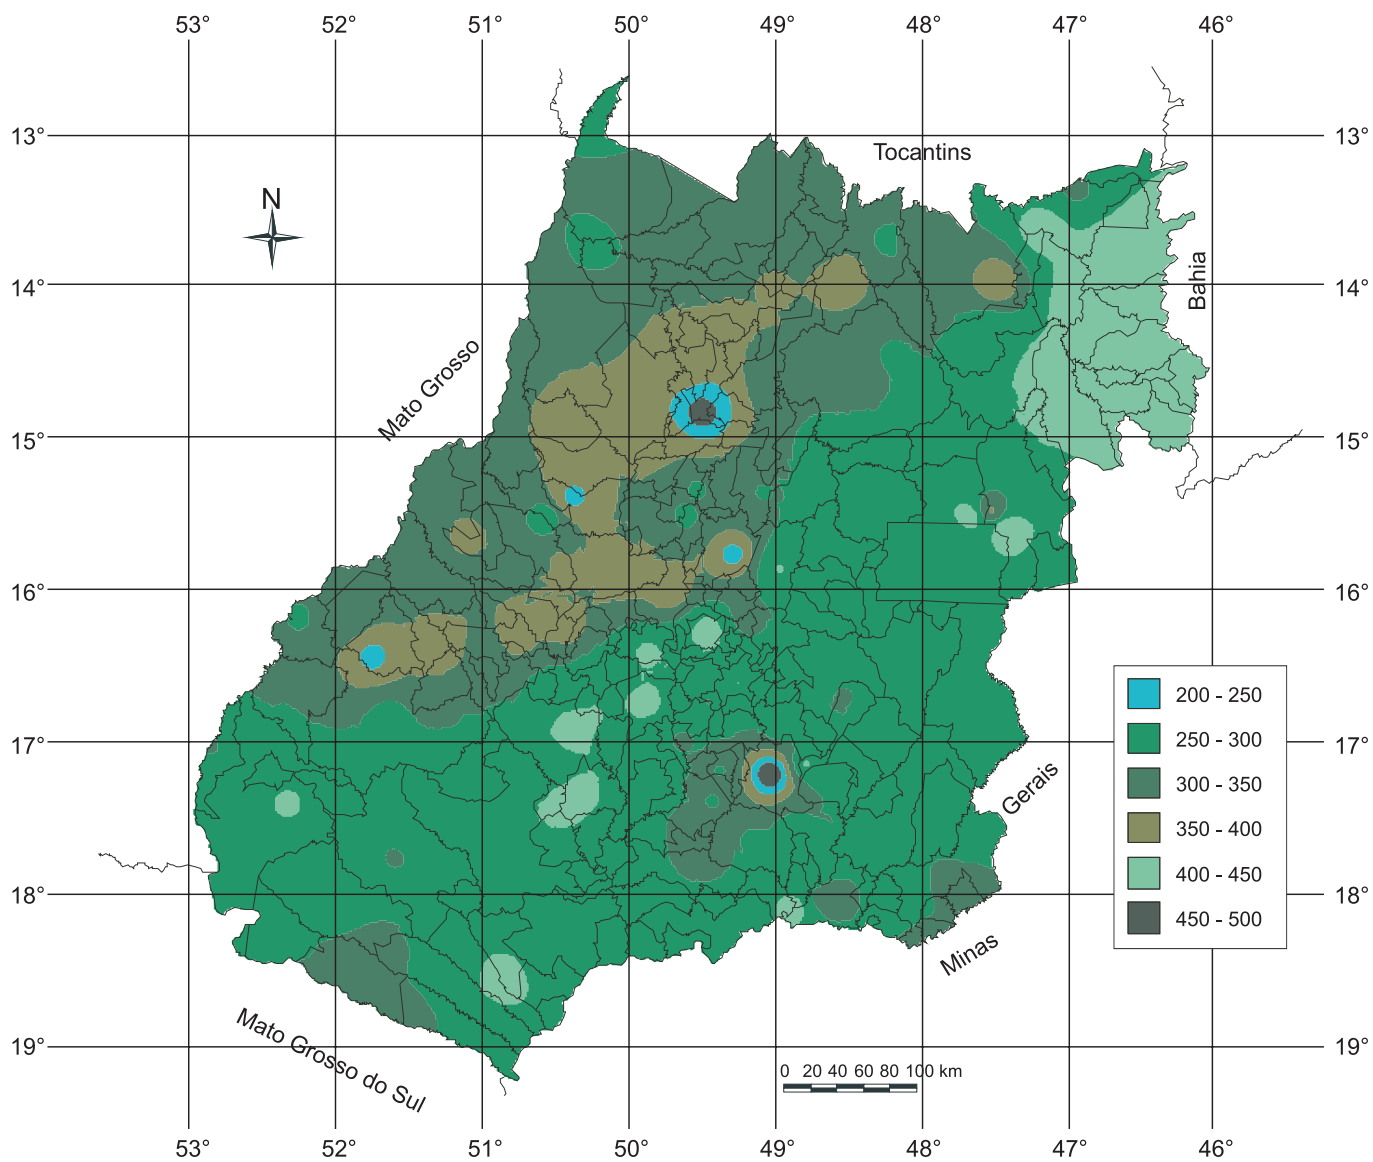 53° 52° 51° 50° 49° 48° 47° 46°
13° 13°
Tocantins
N
Bahia
14° 14°
Mato Grosso
15° 15°
16° 16°
200 - 250
250 - 300
300 - 350
350 - 400
400 - 450
450 - 500
17° 17°
Gerais
18° 18°
Minas
Mato Grosso do Sul
19° 19°
0 20 40 60 80 100 km
53° 52° 51° 50° 49° 48° 47° 46°